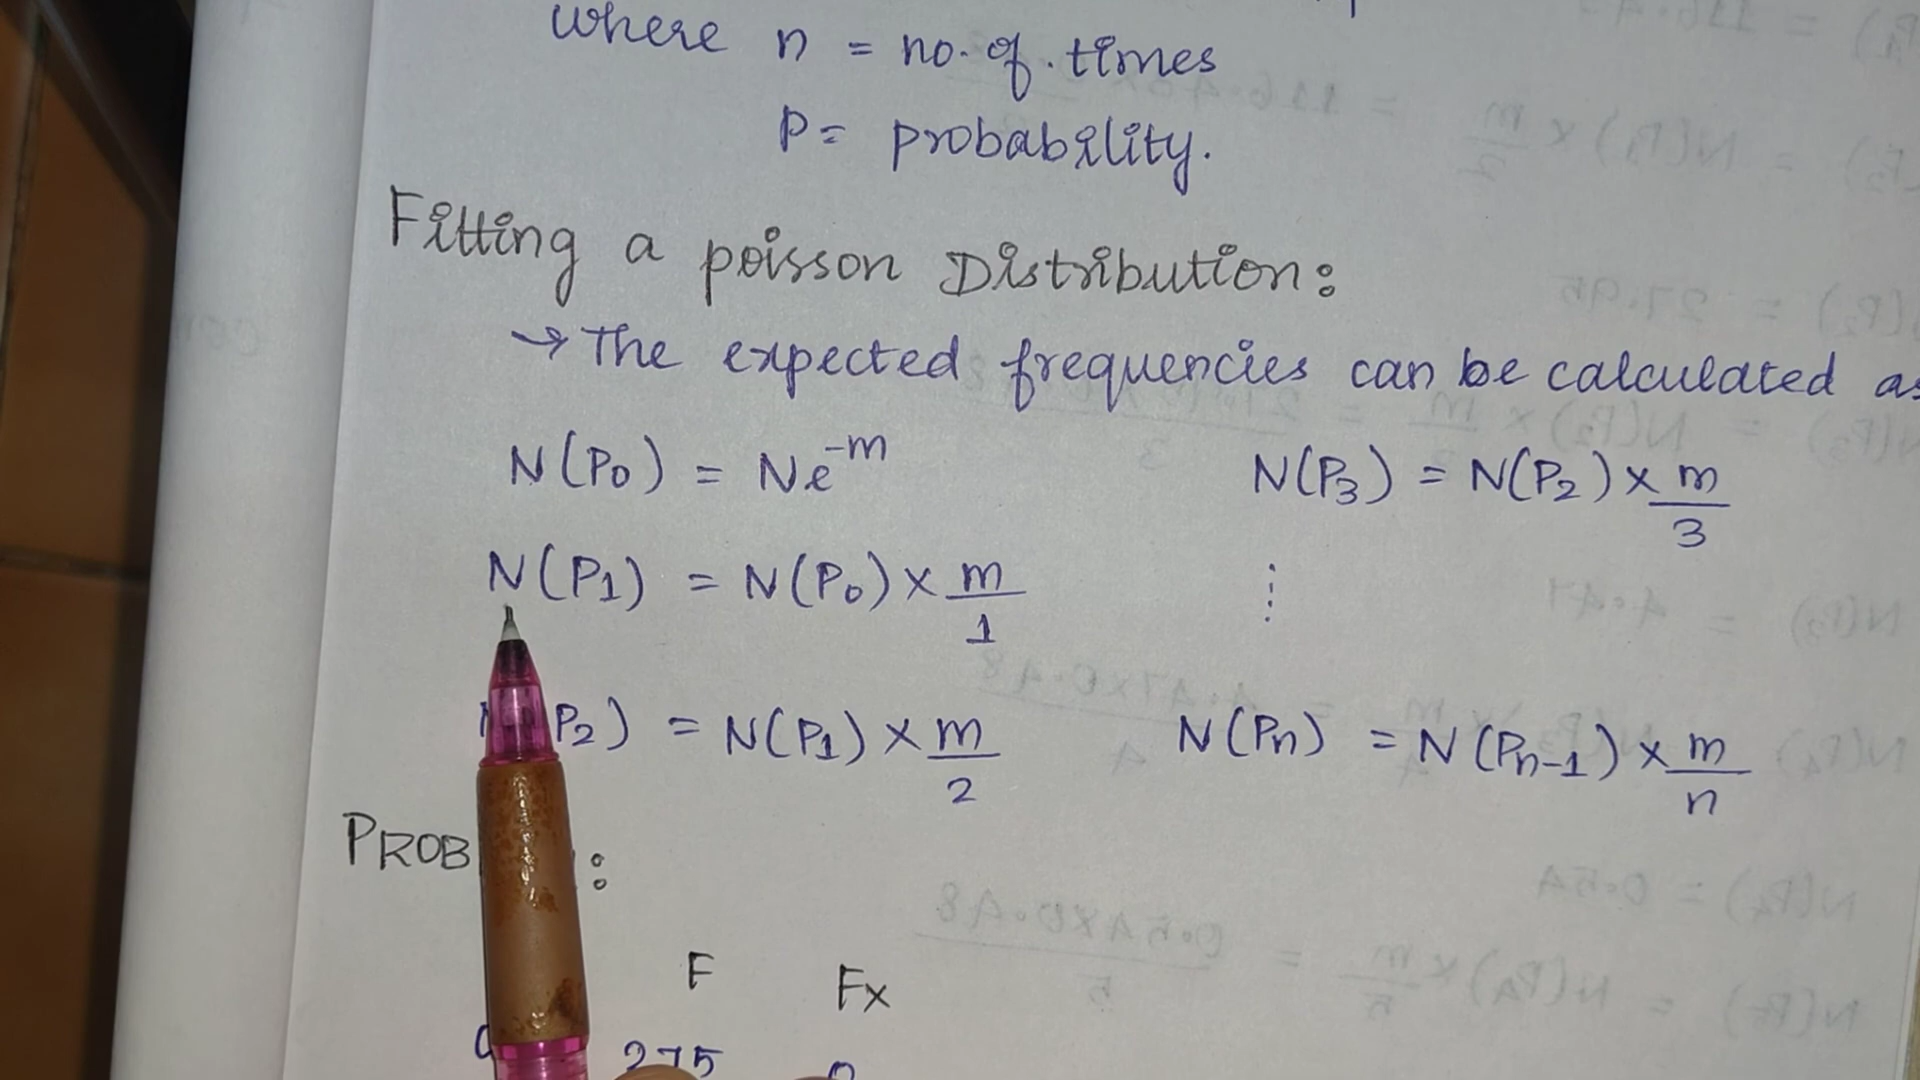 where n = no. of. times
P = probability.
Fitting a poisson Distribution:
→ The expected frequencies can be calculated as
N(P0) = Ne^-m
N(P3) = N(P2) × m/3
N(P1) = N(P0) × m/1
⋮
P2) = N(P1) × m/2
N(Pn) = N(Pn-1) × m/n
PROB :
F Fx
275